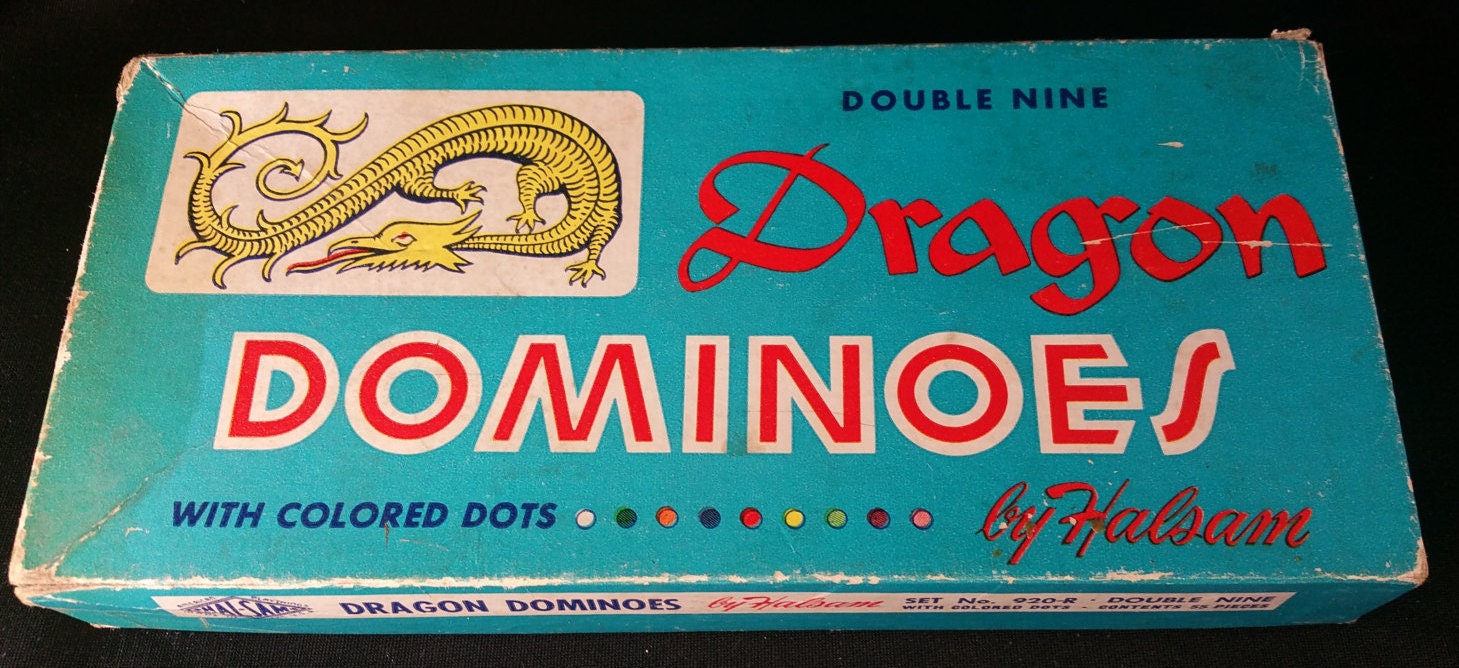 DOUBLE NINE
Dragon
DOMINOES
WITH COLORED DOTS
by Halsam
HALSAM
DRAGON DOMINOES by Halsam
SET No. 920-R - DOUBLE NINE
WITH COLORED DOTS - CONTENTS 55 PIECES